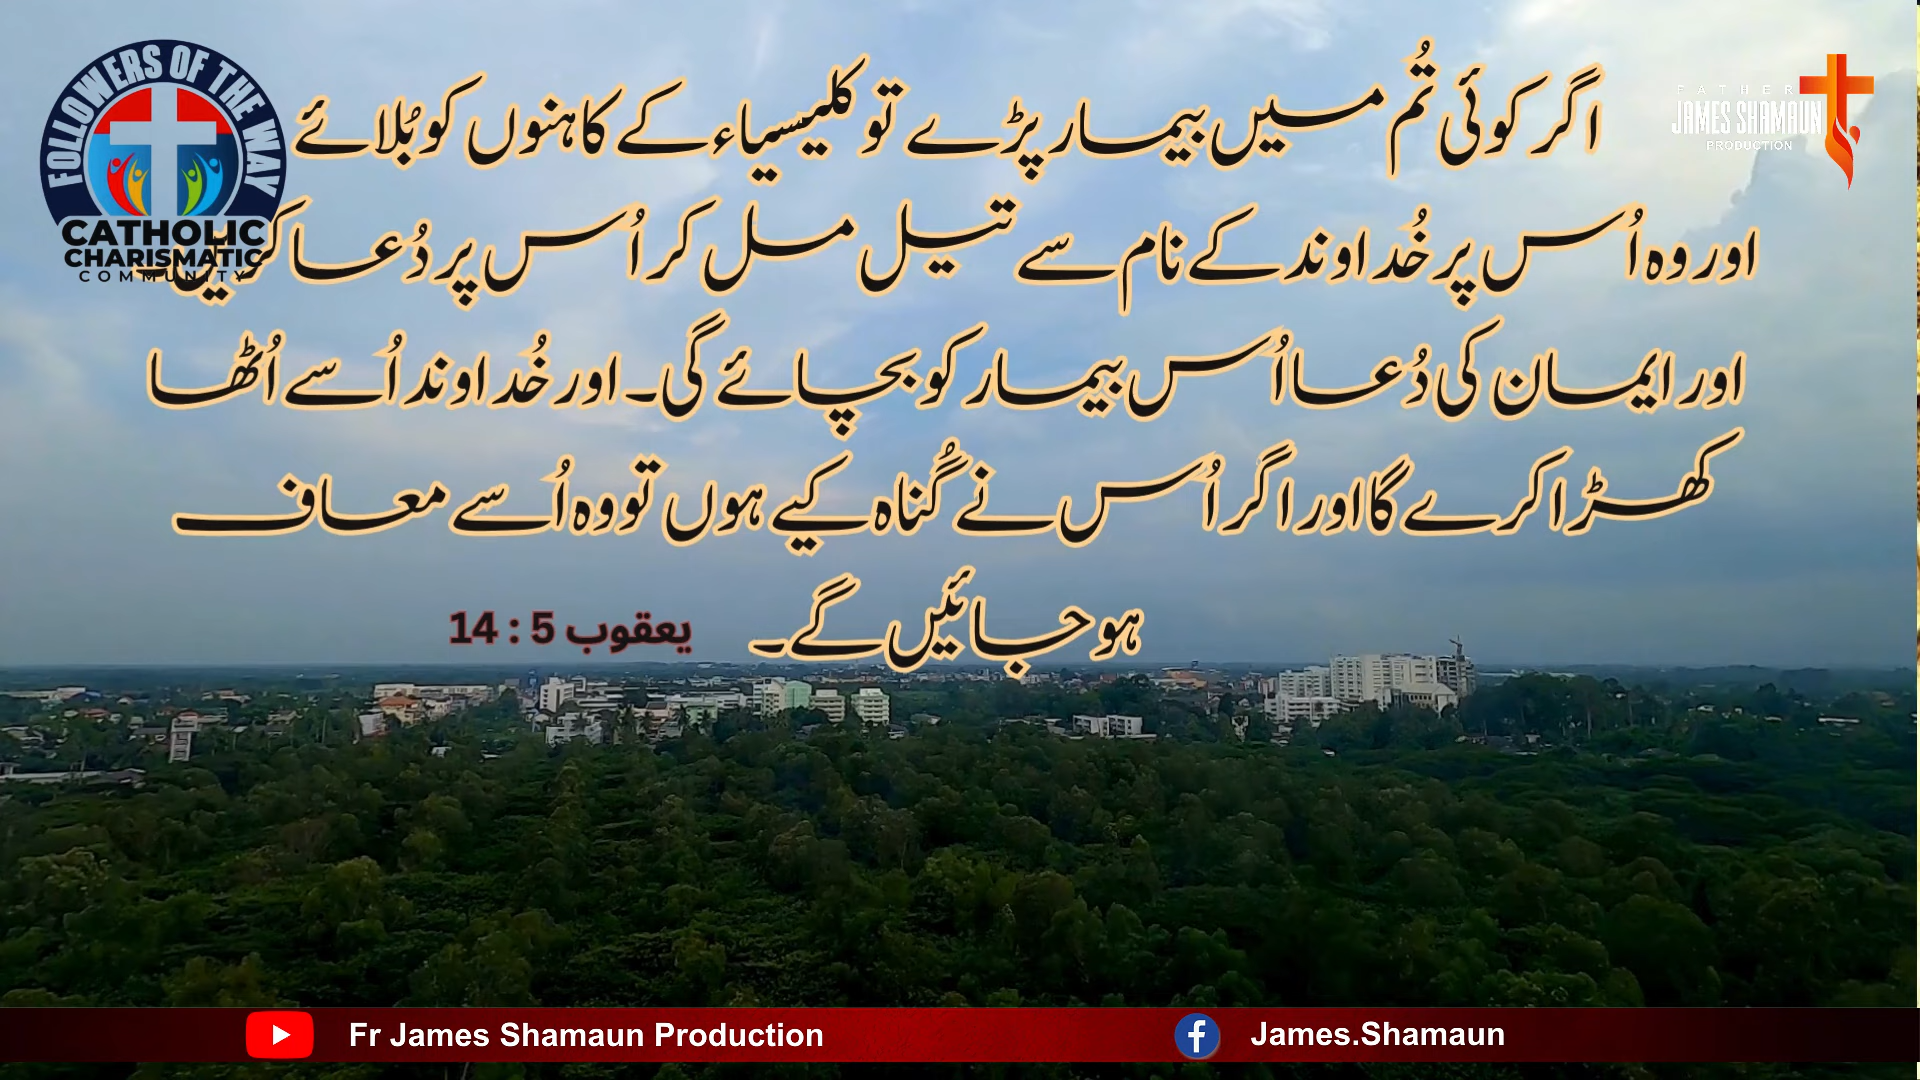 FOLLOWERS OF THE WAY
CATHOLIC
CHARISMATIC
COMMUNITY
FATHER
JAMES SHAMAUN
PRODUCTION
اگر کوئی تُم میں بیمار پڑے تو کلیسیاء کے کاہنوں کو بُلائے
اور وہ اُس پر خُداوند کے نام سے تیل مل کر اُس پر دُعا کریں
اور ایمان کی دُعا اُس بیمار کو بچائے گی۔ اور خُداوند اُسے اُٹھا
کھڑا کرے گا اور اگر اُس نے گُناہ کیے ہوں تو وہ اُسے معاف
ہو جائیں گے۔ یعقوب 5 : 14
Fr James Shamaun Production
James.Shamaun